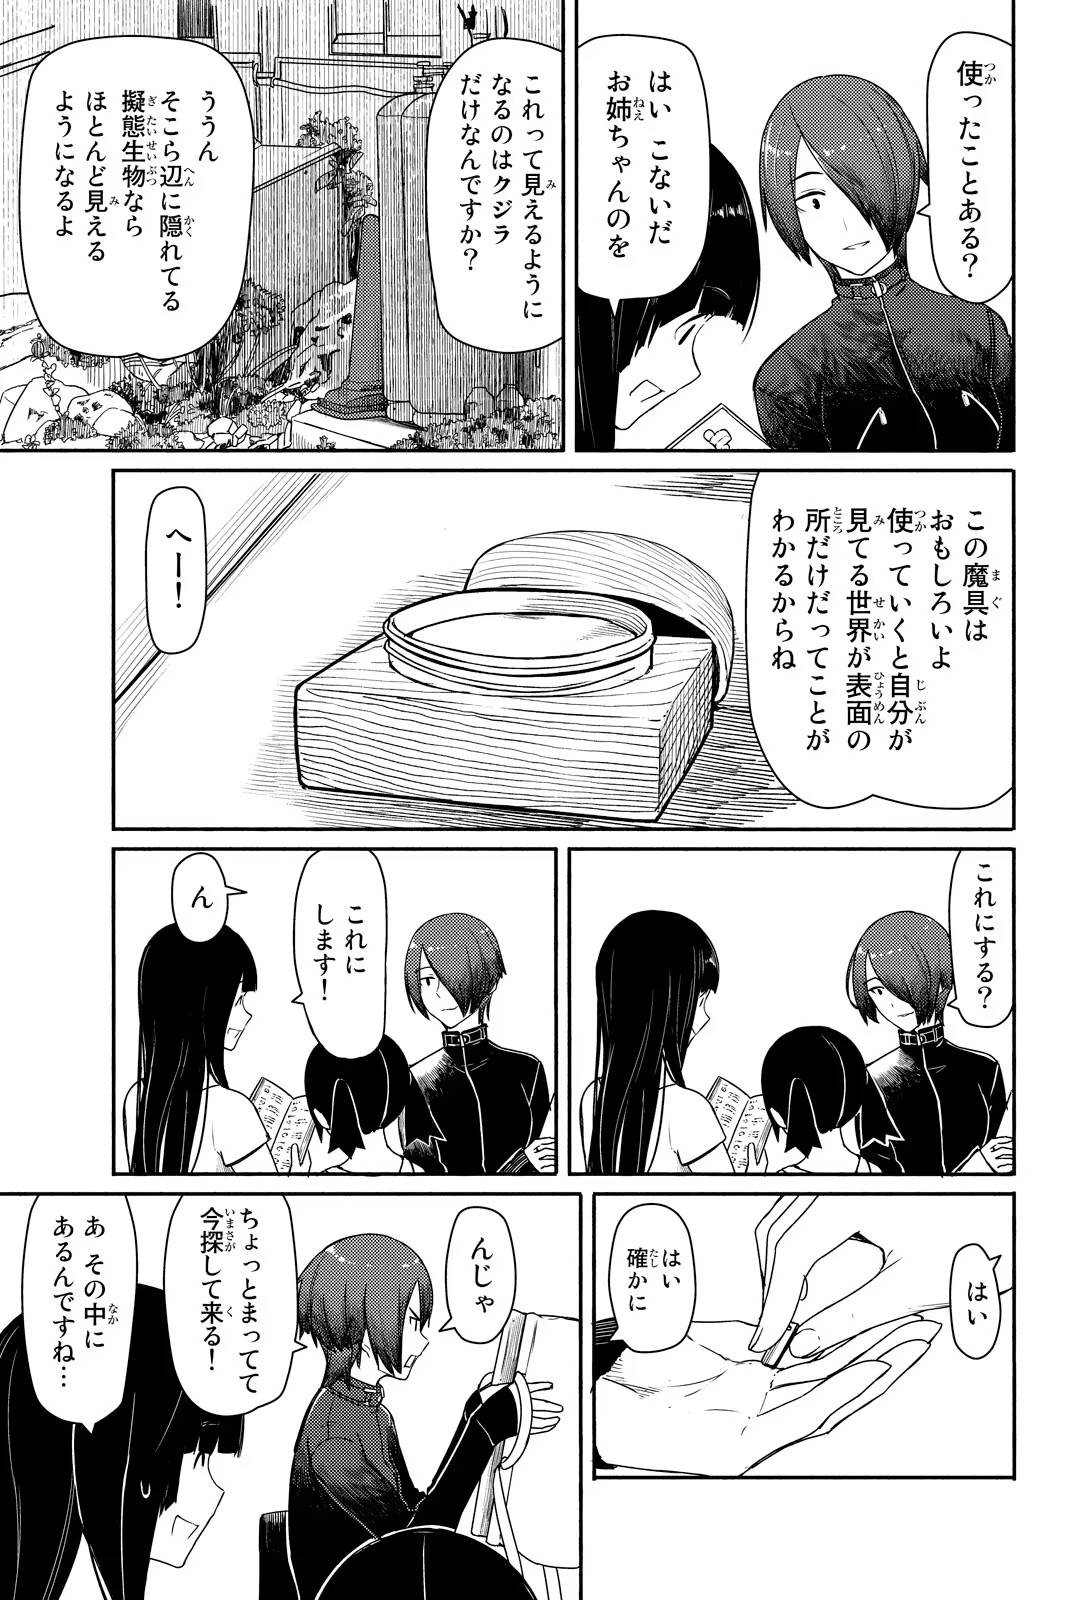 使ったことある?
はい こないだ
お姉ちゃんのを
これって見えるように
なるのはクジラ
だけなんですか?
ううん
そこら辺に隠れてる
擬態生物なら
ほとんど見える
ようになるよ
この魔具は
おもしろいよ
使っていくと自分が
見てる世界が表面の
所だけだってことが
わかるからね
へー!
これにする?
これに
します!
ん
はい
はい
確かに
んじゃ
ちょっとまってて
今探して来る!
あ その中に
あるんですね…